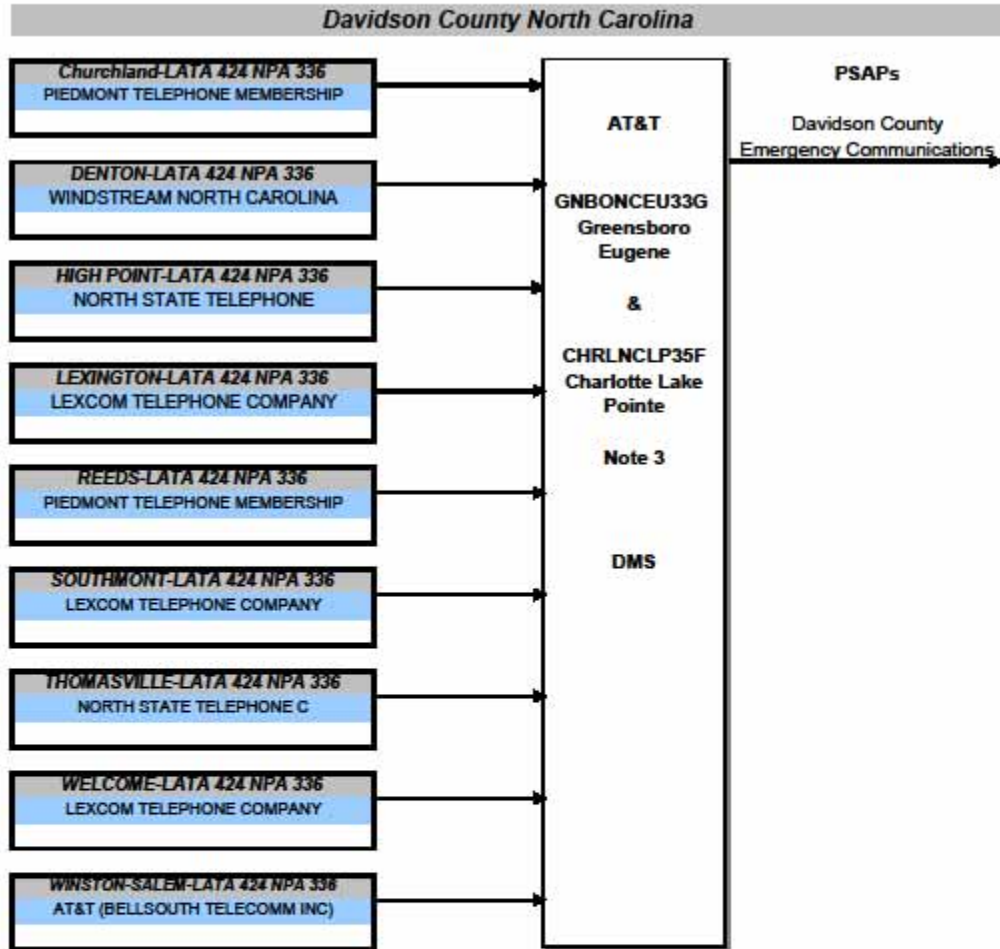 Davidson County North Carolina
Churchland-LATA 424 NPA 336
PIEDMONT TELEPHONE MEMBERSHIP
DENTON-LATA 424 NPA 336
WINDSTREAM NORTH CAROLINA
HIGH POINT-LATA 424 NPA 336
NORTH STATE TELEPHONE
LEXINGTON-LATA 424 NPA 336
LEXCOM TELEPHONE COMPANY
REEDS-LATA 424 NPA 336
PIEDMONT TELEPHONE MEMBERSHIP
SOUTHMONT-LATA 424 NPA 336
LEXCOM TELEPHONE COMPANY
THOMASVILLE-LATA 424 NPA 336
NORTH STATE TELEPHONE C
WELCOME-LATA 424 NPA 336
LEXCOM TELEPHONE COMPANY
WINSTON-SALEM-LATA 424 NPA 336
AT&T (BELLSOUTH TELECOMM INC)
AT&T
GNBONCEU33G
Greensboro
Eugene
&
CHRLNCLP35F
Charlotte Lake
Pointe
Note 3
DMS
PSAPs
Davidson County
Emergency Communications